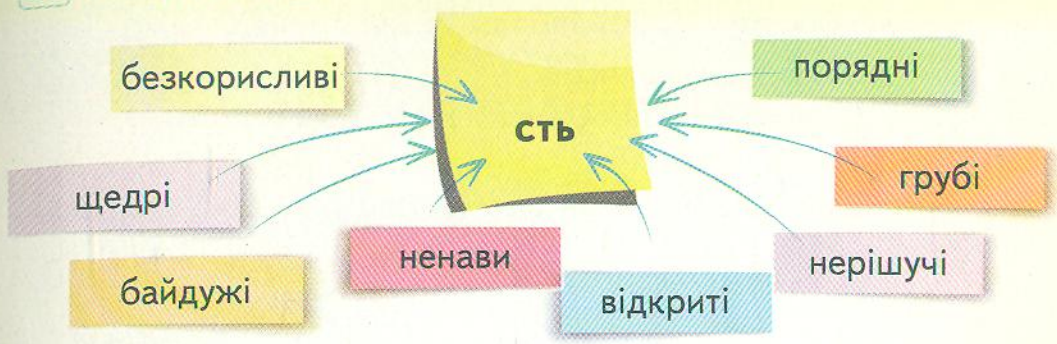 безкорисливі
порядні
сть
щедрі
грубі
ненави
нерішучі
байдужі
відкриті